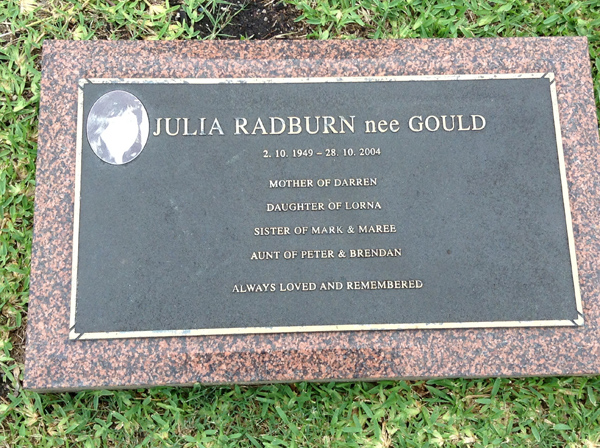 JULIA RADBURN nee GOULD
2. 10. 1949 – 28. 10. 2004
MOTHER OF DARREN
DAUGHTER OF LORNA
SISTER OF MARK & MAREE
AUNT OF PETER & BRENDAN
ALWAYS LOVED AND REMEMBERED